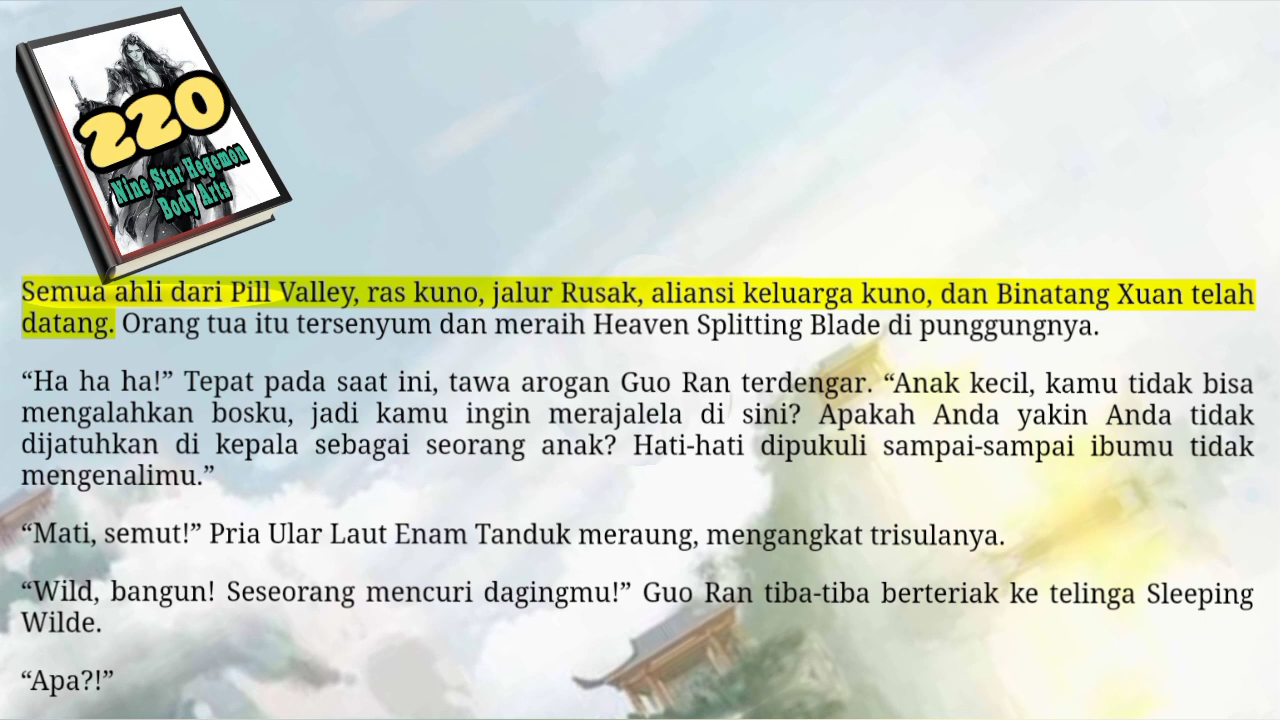 220
Nine Star Hegemon
Body Arts
Semua ahli dari Pill Valley, ras kuno, jalur Rusak, aliansi keluarga kuno, dan Binatang Xuan telah
datang. Orang tua itu tersenyum dan meraih Heaven Splitting Blade di punggungnya.
“Ha ha ha!” Tepat pada saat ini, tawa arogan Guo Ran terdengar. “Anak kecil, kamu tidak bisa
mengalahkan bosku, jadi kamu ingin merajalela di sini? Apakah Anda yakin Anda tidak
dijatuhkan di kepala sebagai seorang anak? Hati-hati dipukuli sampai-sampai ibumu tidak
mengenalimu.”
“Mati, semut!” Pria Ular Laut Enam Tanduk meraung, mengangkat trisulanya.
“Wild, bangun! Seseorang mencuri dagingmu!” Guo Ran tiba-tiba berteriak ke telinga Sleeping
Wilde.
“Apa?!”